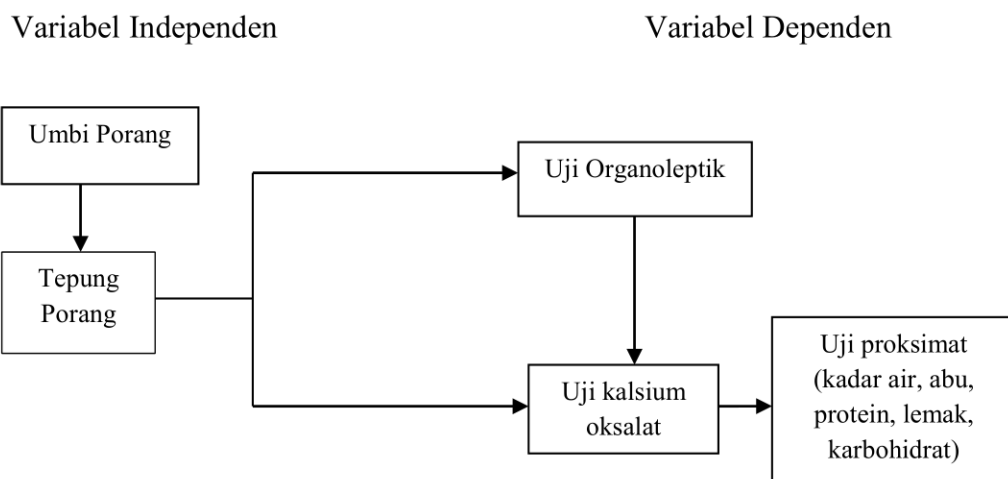 Variabel Independen
Variabel Dependen
Umbi Porang
Tepung
Porang
Uji Organoleptik
Uji kalsium
oksalat
Uji proksimat
(kadar air, abu,
protein, lemak,
karbohidrat)